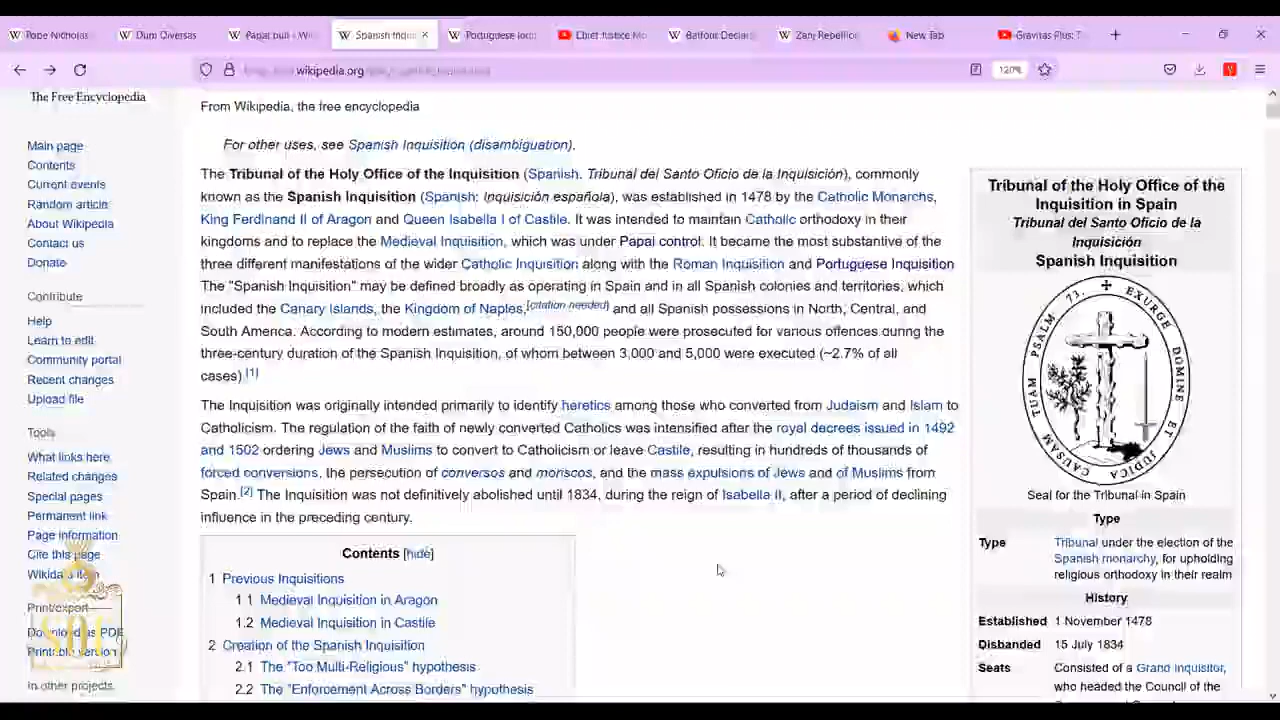 Pope Nicholas
Dum Diversas
Papal bull - Wi
Spanish Inqui
Portuguese Inqu
Chief Justice Mo
Balfour Declara
Zanj Rebellio
New Tab
Gravitas Plus: T
wikipedia.org
120%
The Free Encyclopedia
Main page
Contents
Current events
Random article
About Wikipedia
Contact us
Donate
Contribute
Help
Learn to edit
Community portal
Recent changes
Upload file
Tools
What links here
Related changes
Special pages
Permanent link
Page information
Cite this page
Wikidata item
Print/export
Download as PDF
Printable version
In other projects
SDL
From Wikipedia, the free encyclopedia
For other uses, see Spanish Inquisition (disambiguation).
The Tribunal of the Holy Office of the Inquisition (Spanish. Tribunal del Santo Oficio de la Inquisición), commonly
known as the Spanish Inquisition (Spanish: Inquisición española), was established in 1478 by the Catholic Monarchs,
King Ferdinand II of Aragon and Queen Isabella I of Castile. It was intended to maintain Catholic orthodoxy in their
kingdoms and to replace the Medieval Inquisition, which was under Papal control. It became the most substantive of the
three different manifestations of the wider Catholic Inquisition along with the Roman Inquisition and Portuguese Inquisition
The "Spanish Inquisition" may be defined broadly as operating in Spain and in all Spanish colonies and territories, which
included the Canary Islands, the Kingdom of Naples,[citation needed] and all Spanish possessions in North, Central, and
South America. According to modern estimates, around 150,000 people were prosecuted for various offences during the
three-century duration of the Spanish Inquisition, of whom between 3,000 and 5,000 were executed (~2.7% of all
cases) [1]
The Inquisition was originally intended primarily to identify heretics among those who converted from Judaism and Islam to
Catholicism. The regulation of the faith of newly converted Catholics was intensified after the royal decrees issued in 1492
and 1502 ordering Jews and Muslims to convert to Catholicism or leave Castile, resulting in hundreds of thousands of
forced conversions, the persecution of conversos and moriscos, and the mass expulsions of Jews and of Muslims from
Spain.[2] The Inquisition was not definitively abolished until 1834, during the reign of Isabella II, after a period of declining
influence in the preceding century.
Contents [hide]
1 Previous Inquisitions
1.1 Medieval Inquisition in Aragon
1.2 Medieval Inquisition in Castile
2 Creation of the Spanish Inquisition
2.1 The "Too Multi-Religious" hypothesis
2.2 The "Enforcement Across Borders" hypothesis
Tribunal of the Holy Office of the
Inquisition in Spain
Tribunal del Santo Oficio de la
Inquisición
Spanish Inquisition
EXURGE DOMINE ET JUDICA CAUSAM TUAM PSALM 73.
Seal for the Tribunal in Spain
Type
Type Tribunal under the election of the
Spanish monarchy, for upholding
religious orthodoxy in their realm
History
Established 1 November 1478
Disbanded 15 July 1834
Seats Consisted of a Grand Inquisitor,
who headed the Council of the